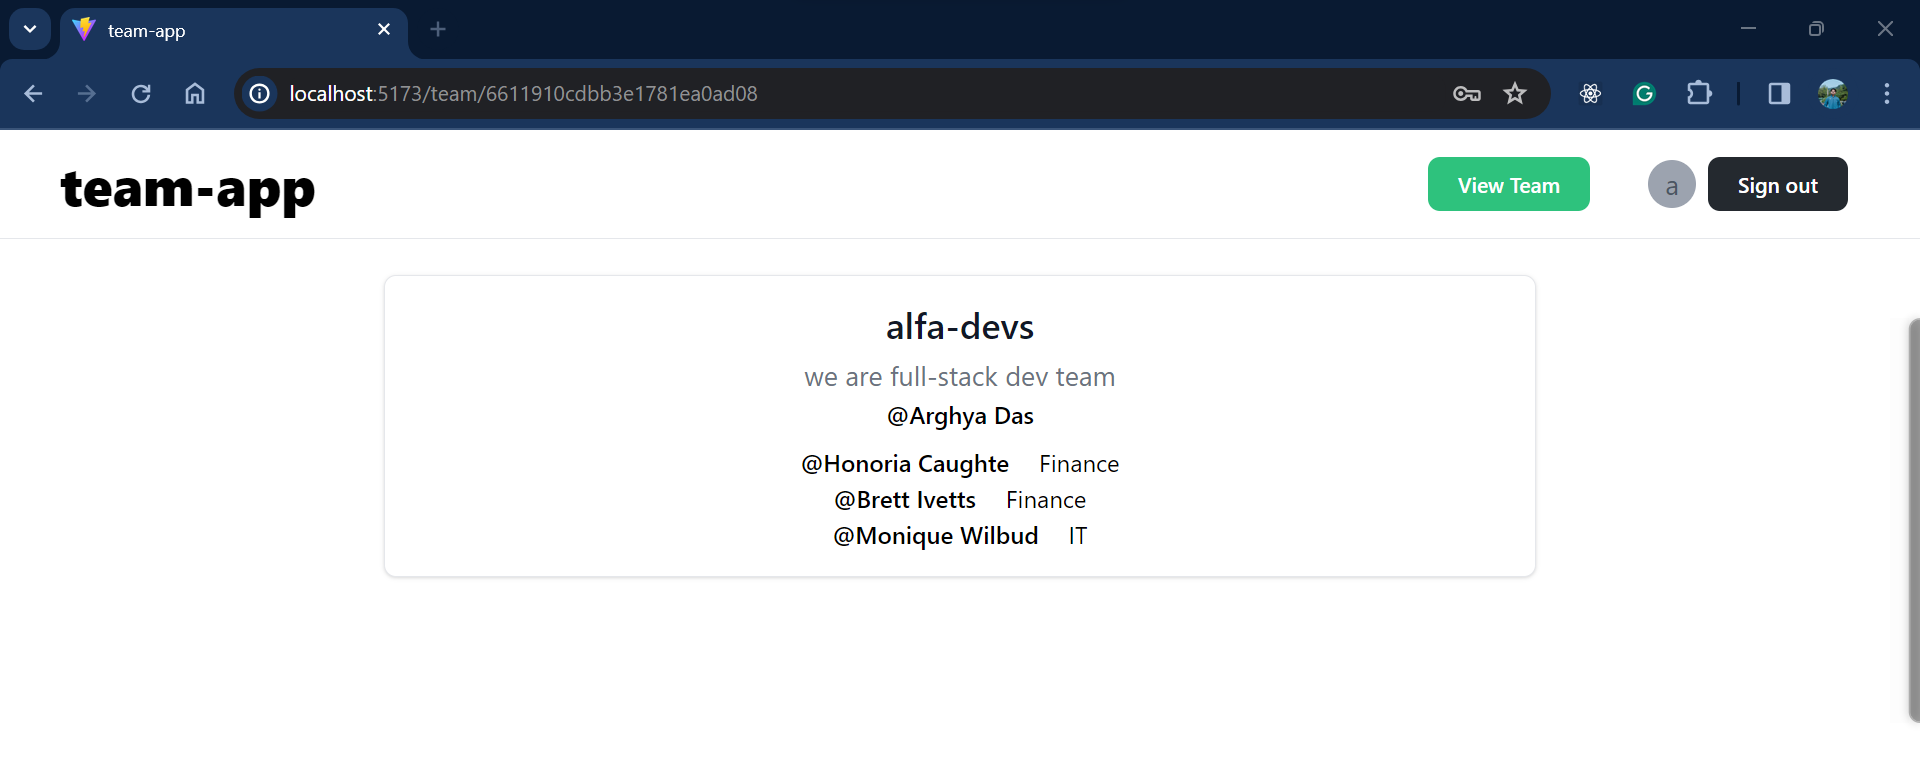 team-app
localhost:5173/team/6611910cdbb3e1781ea0ad08
team-app
View Team
a
Sign out
alfa-devs
we are full-stack dev team
@Arghya Das
@Honoria Caughte Finance
@Brett Ivetts Finance
@Monique Wilbud IT